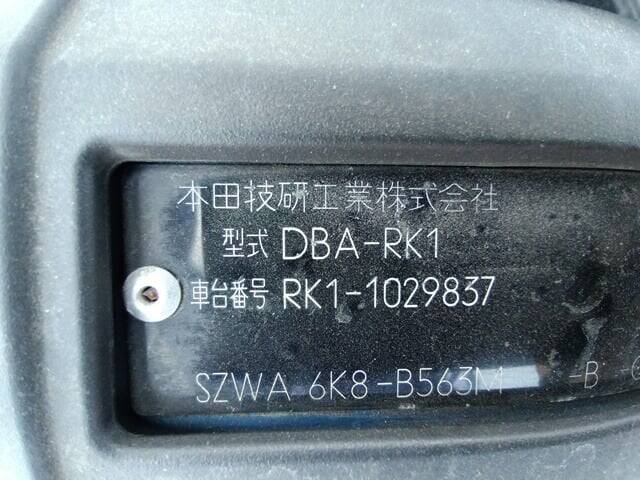 本田技研工業株式会社
型式 DBA-RK1
車台番号 RK1-1029837
SZWA 6K8-B563M -B